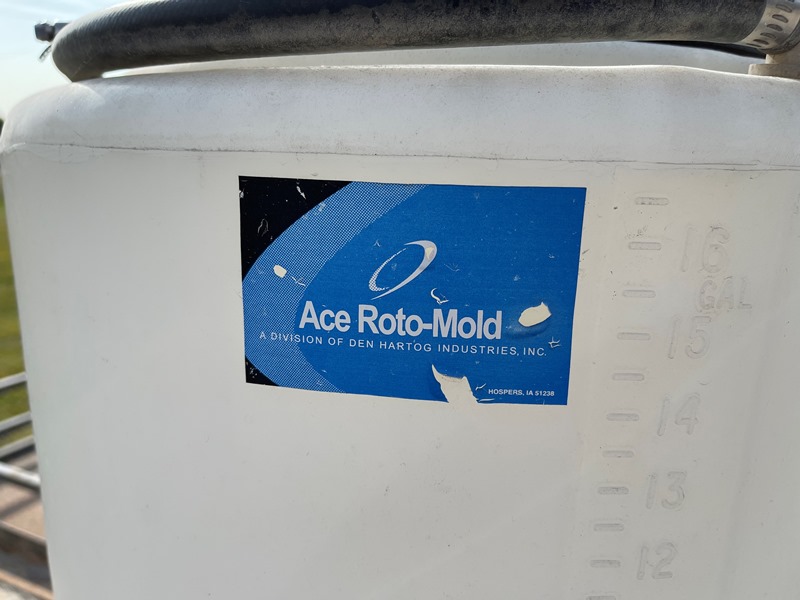 Ace Roto-Mold
A DIVISION OF DEN HARTOG INDUSTRIES, INC.
HOSPERS, IA 51238
16
GAL
15
14
13
12